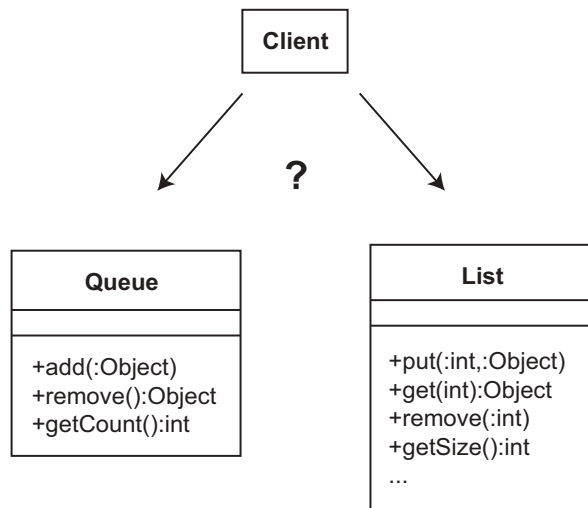 Client
?
Queue
+add(:Object)
+remove():Object
+getCount():int
List
+put(:int,:Object)
+get(int):Object
+remove(:int)
+getSize():int
...